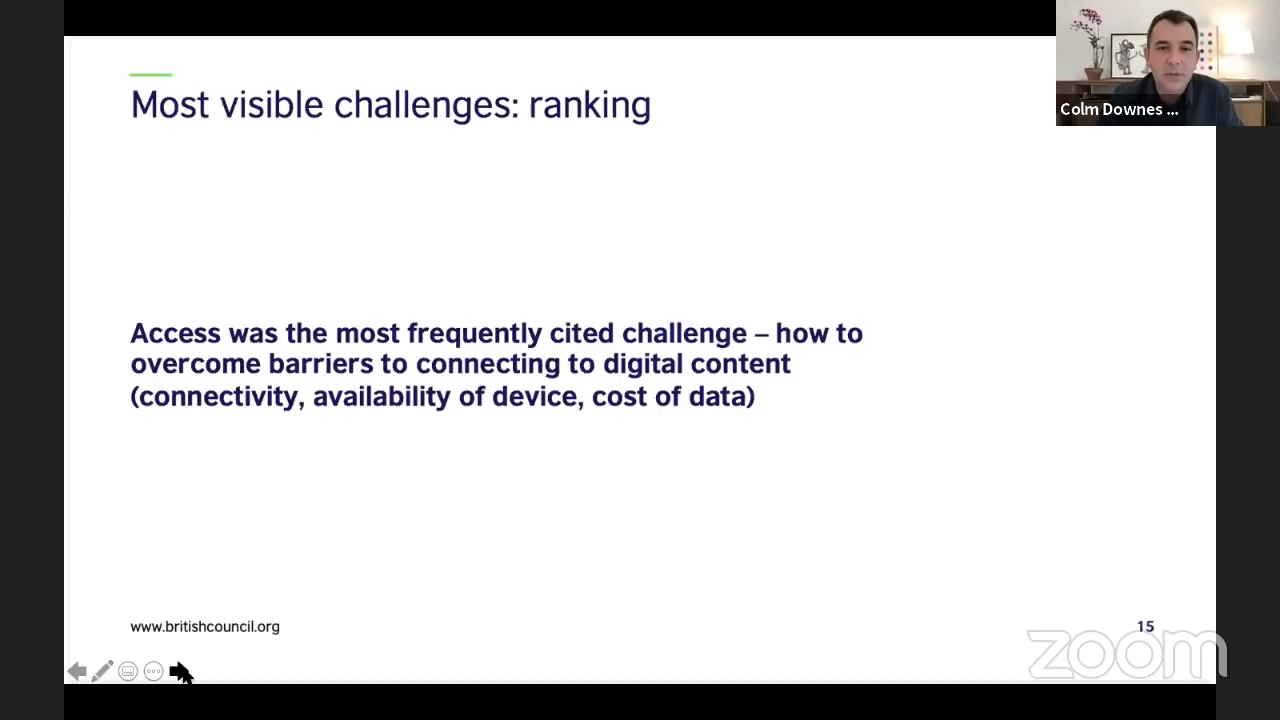 Most visible challenges: ranking
Colm Downes ...
Access was the most frequently cited challenge – how to
overcome barriers to connecting to digital content
(connectivity, availability of device, cost of data)
www.britishcouncil.org
15
zoom